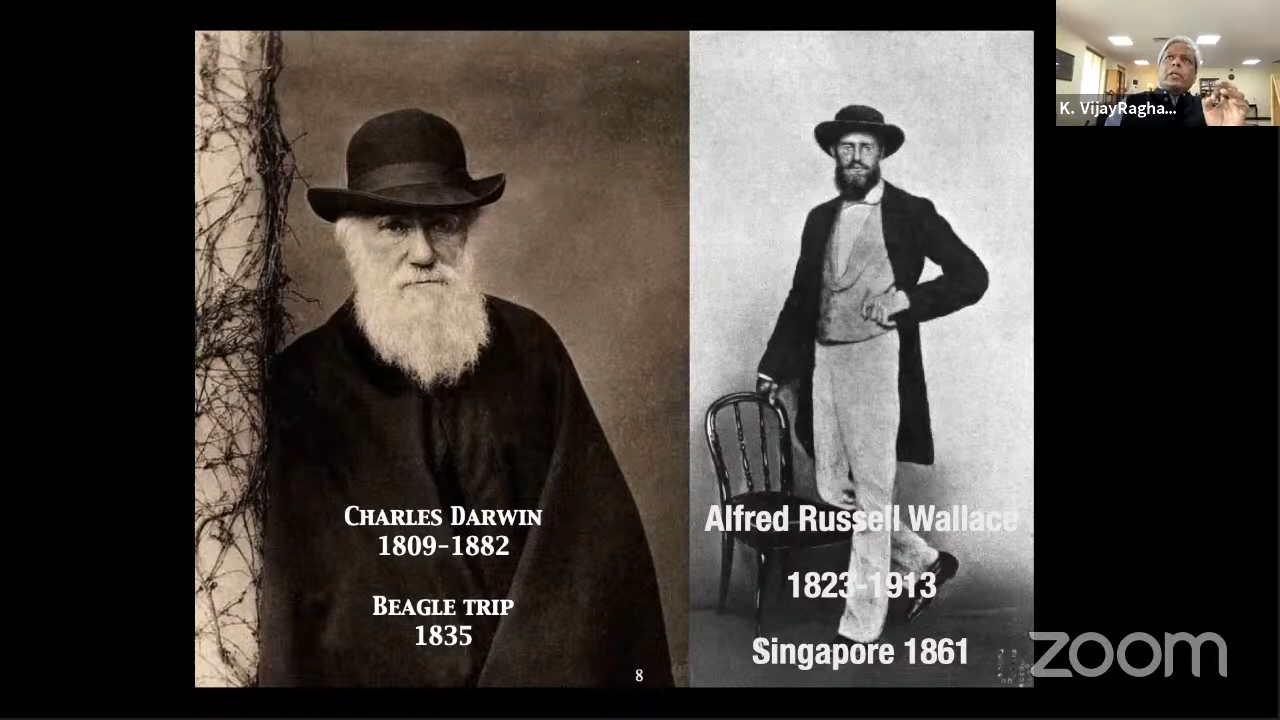 K. VijayRagha...
CHARLES DARWIN
1809-1882
BEAGLE TRIP
1835
8
Alfred Russell Wallace
1823-1913
Singapore 1861
zoom